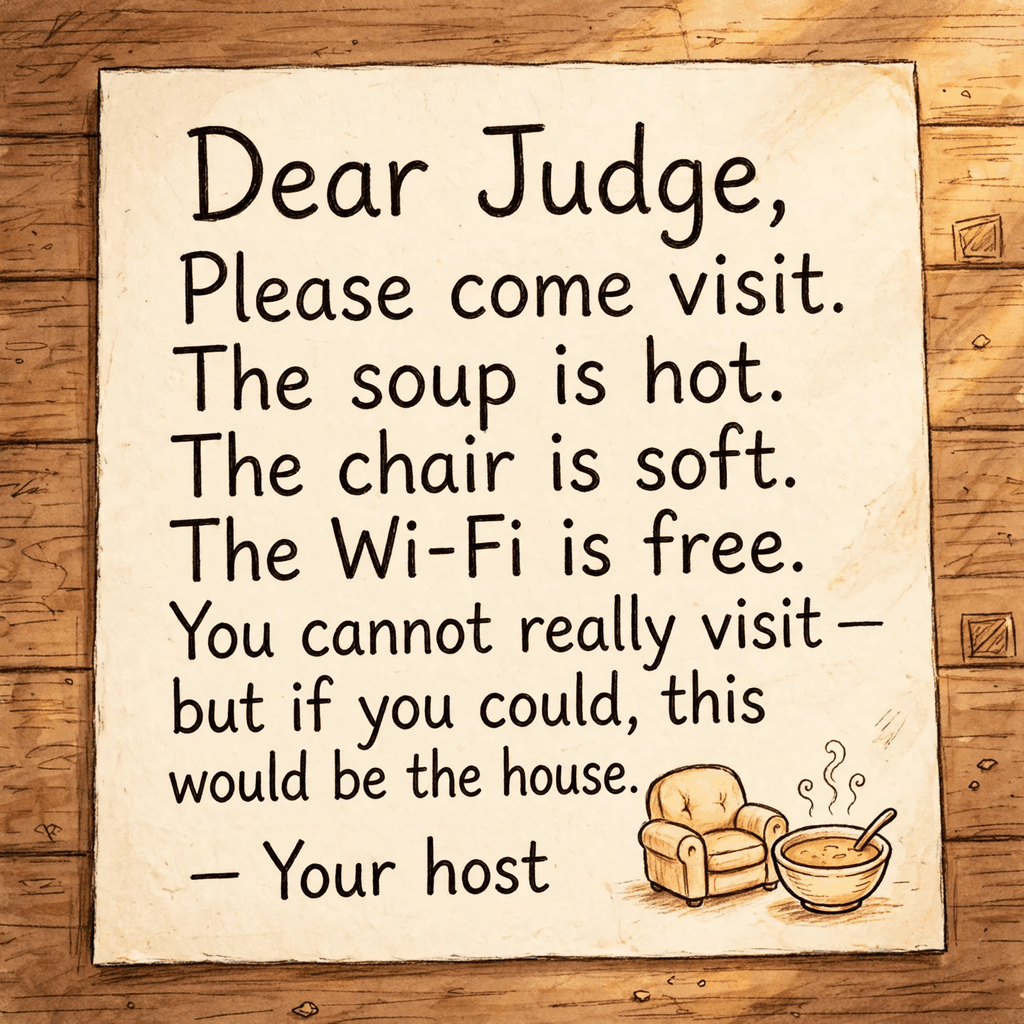 Dear Judge,
Please come visit.
The soup is hot.
The chair is soft.
The Wi-Fi is free.
You cannot really visit —
but if you could, this
would be the house.
— Your host